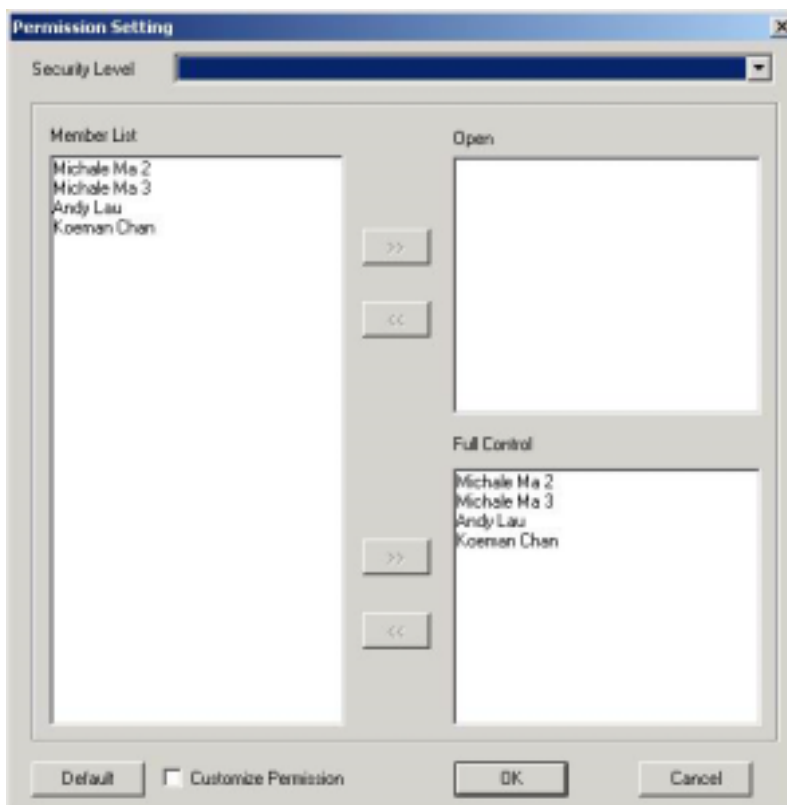 Permission Setting
Security Level
Member List
Michale Ma 2
Michale Ma 3
Andy Lau
Koeman Chan
>>
<<
Open
Full Control
Michale Ma 2
Michale Ma 3
Andy Lau
Koeman Chan
>>
<<
Default
Customize Permission
OK
Cancel